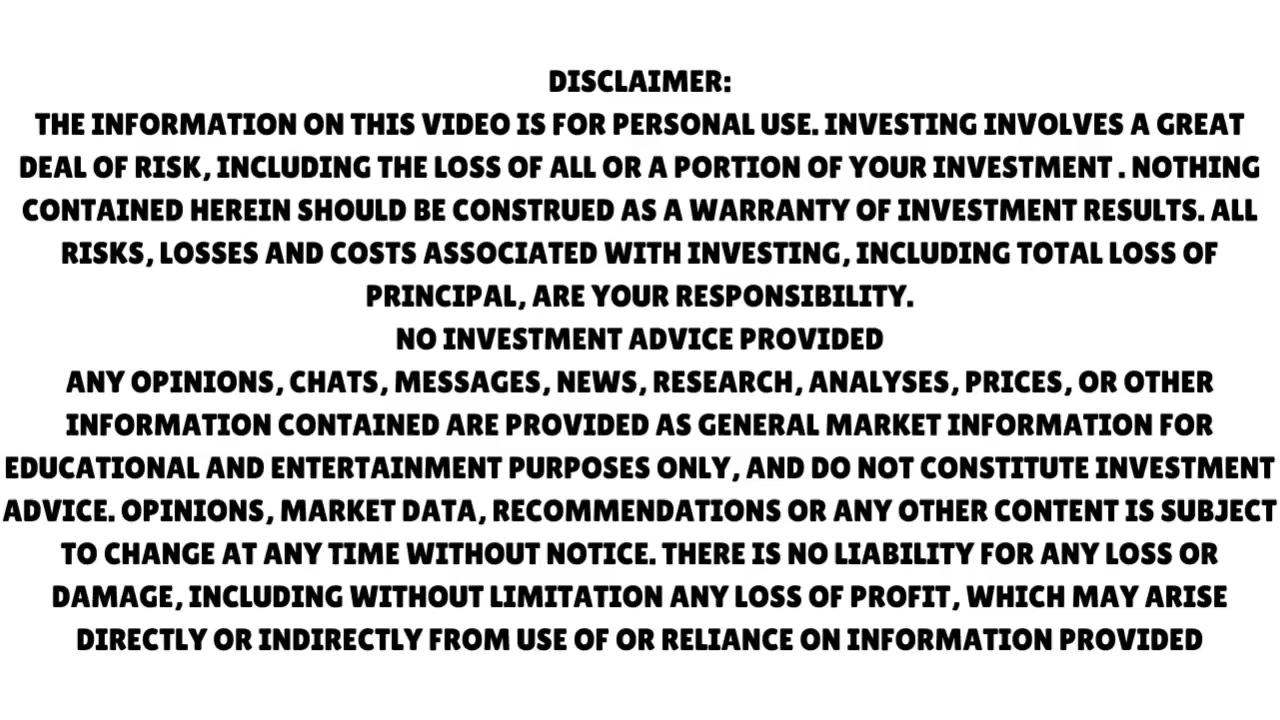 DISCLAIMER:
THE INFORMATION ON THIS VIDEO IS FOR PERSONAL USE. INVESTING INVOLVES A GREAT
DEAL OF RISK, INCLUDING THE LOSS OF ALL OR A PORTION OF YOUR INVESTMENT . NOTHING
CONTAINED HEREIN SHOULD BE CONSTRUED AS A WARRANTY OF INVESTMENT RESULTS. ALL
RISKS, LOSSES AND COSTS ASSOCIATED WITH INVESTING, INCLUDING TOTAL LOSS OF
PRINCIPAL, ARE YOUR RESPONSIBILITY.
NO INVESTMENT ADVICE PROVIDED
ANY OPINIONS, CHATS, MESSAGES, NEWS, RESEARCH, ANALYSES, PRICES, OR OTHER
INFORMATION CONTAINED ARE PROVIDED AS GENERAL MARKET INFORMATION FOR
EDUCATIONAL AND ENTERTAINMENT PURPOSES ONLY, AND DO NOT CONSTITUTE INVESTMENT
ADVICE. OPINIONS, MARKET DATA, RECOMMENDATIONS OR ANY OTHER CONTENT IS SUBJECT
TO CHANGE AT ANY TIME WITHOUT NOTICE. THERE IS NO LIABILITY FOR ANY LOSS OR
DAMAGE, INCLUDING WITHOUT LIMITATION ANY LOSS OF PROFIT, WHICH MAY ARISE
DIRECTLY OR INDIRECTLY FROM USE OF OR RELIANCE ON INFORMATION PROVIDED